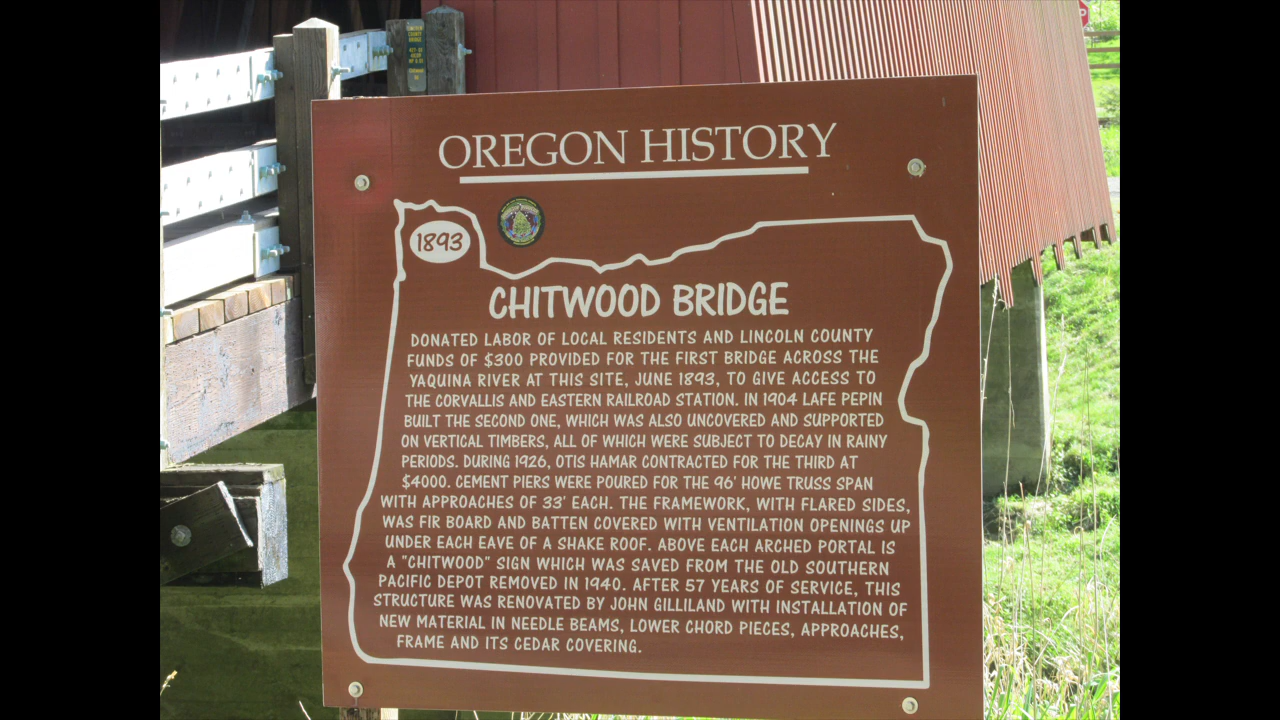 OREGON HISTORY
1893
CHITWOOD BRIDGE
DONATED LABOR OF LOCAL RESIDENTS AND LINCOLN COUNTY
FUNDS OF $300 PROVIDED FOR THE FIRST BRIDGE ACROSS THE
YAQUINA RIVER AT THIS SITE, JUNE 1893, TO GIVE ACCESS TO
THE CORVALLIS AND EASTERN RAILROAD STATION. IN 1904 LAFE PEPIN
BUILT THE SECOND ONE, WHICH WAS ALSO UNCOVERED AND SUPPORTED
ON VERTICAL TIMBERS, ALL OF WHICH WERE SUBJECT TO DECAY IN RAINY
PERIODS. DURING 1926, OTIS HAMAR CONTRACTED FOR THE THIRD AT
$4000. CEMENT PIERS WERE POURED FOR THE 96' HOWE TRUSS SPAN
WITH APPROACHES OF 33' EACH. THE FRAMEWORK, WITH FLARED SIDES,
WAS FIR BOARD AND BATTEN COVERED WITH VENTILATION OPENINGS UP
UNDER EACH EAVE OF A SHAKE ROOF. ABOVE EACH ARCHED PORTAL IS
A "CHITWOOD" SIGN WHICH WAS SAVED FROM THE OLD SOUTHERN
PACIFIC DEPOT REMOVED IN 1940. AFTER 57 YEARS OF SERVICE, THIS
STRUCTURE WAS RENOVATED BY JOHN GILLILAND WITH INSTALLATION OF
NEW MATERIAL IN NEEDLE BEAMS, LOWER CHORD PIECES, APPROACHES,
FRAME AND ITS CEDAR COVERING.